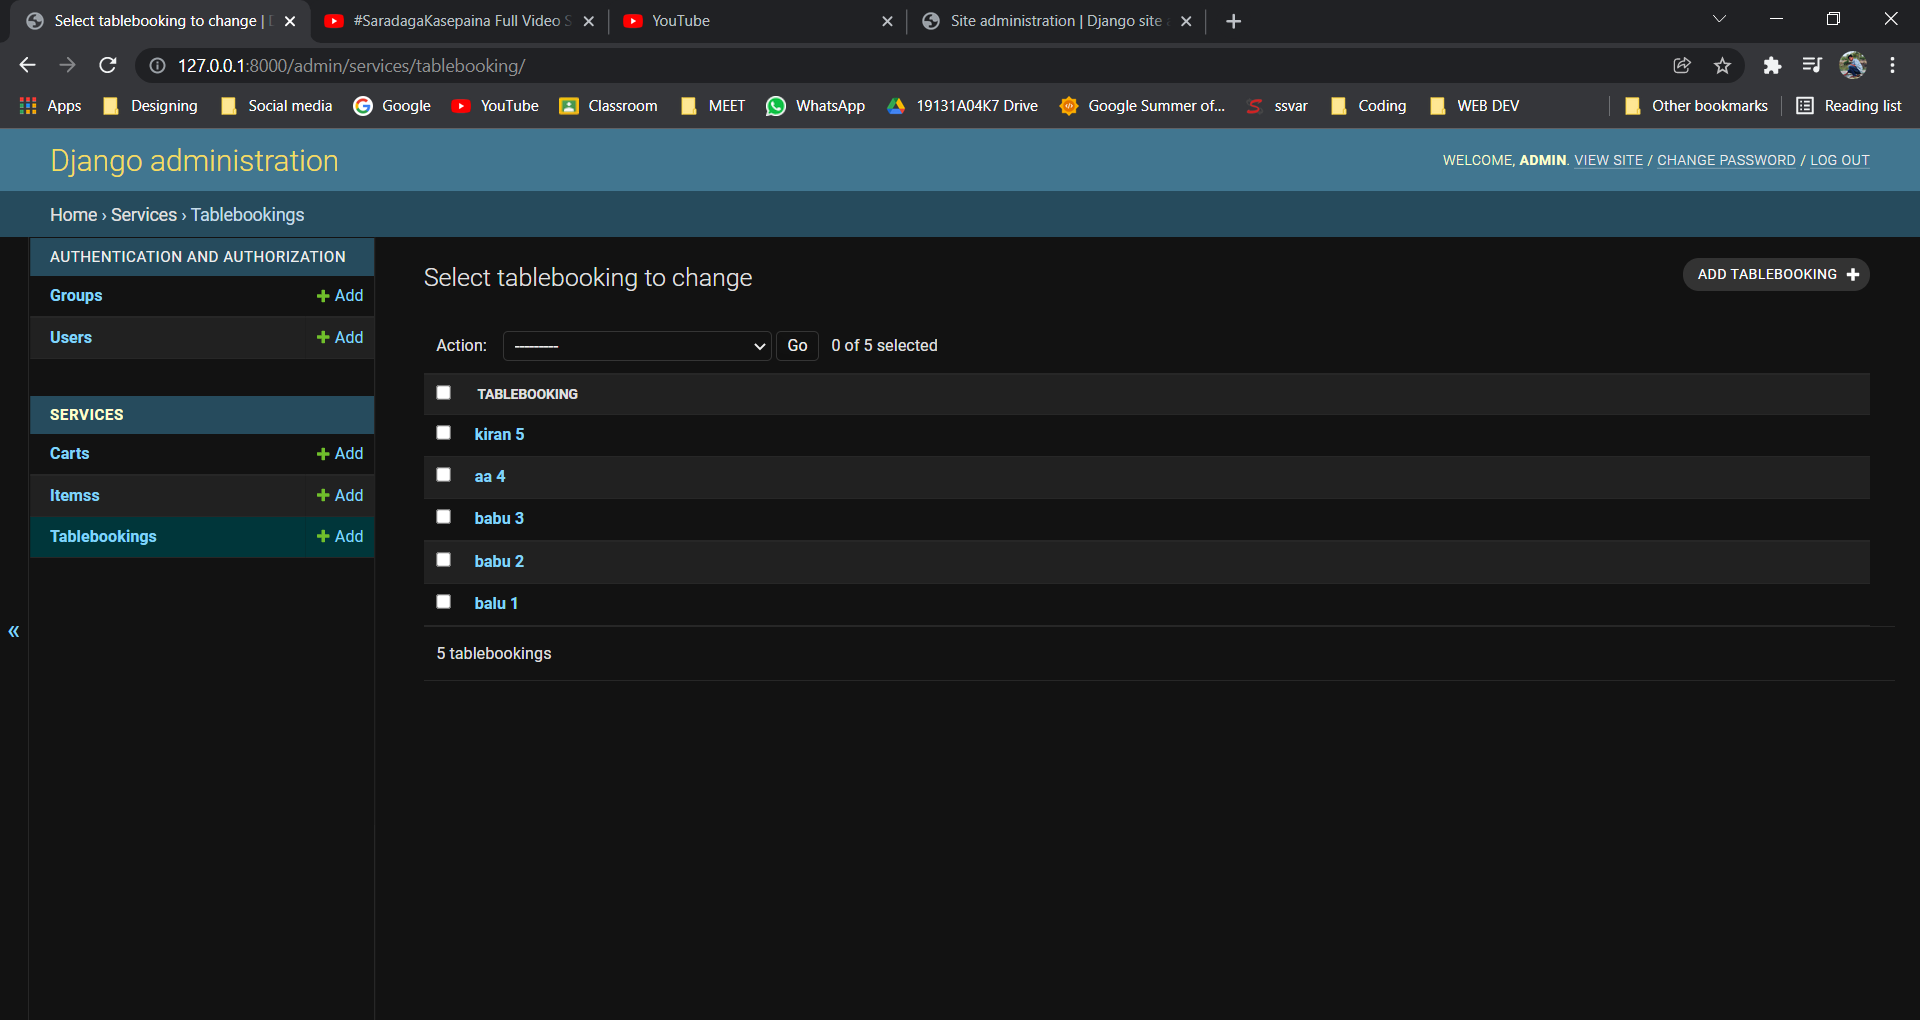 Select tablebooking to change | D
#SaradagaKasepaina Full Video S
YouTube
Site administration | Django site a
127.0.0.1:8000/admin/services/tablebooking/
Apps Designing Social media Google YouTube Classroom MEET WhatsApp 19131A04K7 Drive Google Summer of... ssvar Coding WEB DEV Other bookmarks Reading list
Django administration
WELCOME, ADMIN. VIEW SITE / CHANGE PASSWORD / LOG OUT
Home › Services › Tablebookings
AUTHENTICATION AND AUTHORIZATION
Groups + Add
Users + Add
SERVICES
Carts + Add
Itemss + Add
Tablebookings + Add
«
Select tablebooking to change
ADD TABLEBOOKING +
Action: --------- Go 0 of 5 selected
TABLEBOOKING
kiran 5
aa 4
babu 3
babu 2
balu 1
5 tablebookings